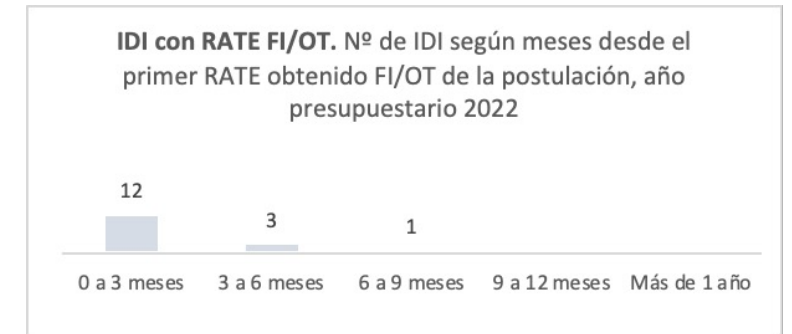 IDI con RATE FI/OT. Nº de IDI según meses desde el
primer RATE obtenido FI/OT de la postulación, año
presupuestario 2022
12
3
1
0 a 3 meses 3 a 6 meses 6 a 9 meses 9 a 12 meses Más de 1 año